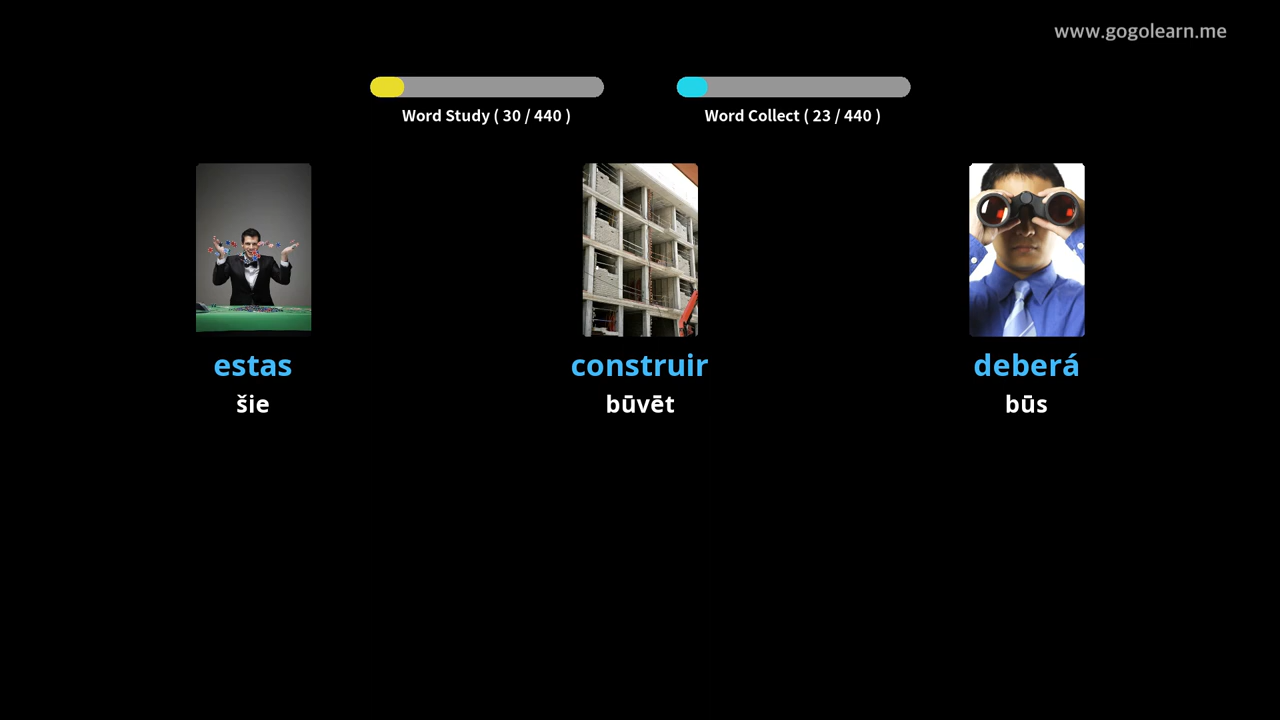 www.gogolearn.me
Word Study ( 30 / 440 )
Word Collect ( 23 / 440 )
estas
construir
deberá
šie
būvēt
būs